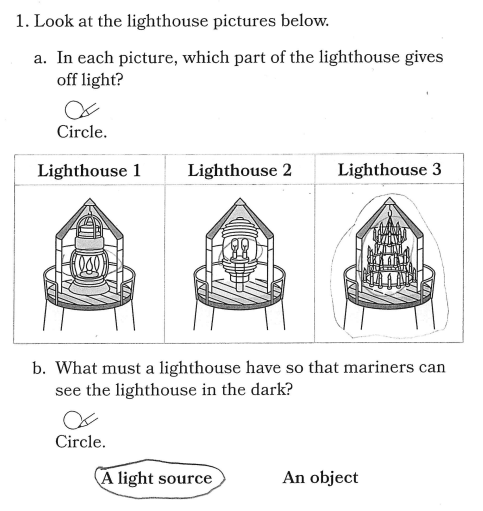 1. Look at the lighthouse pictures below.
a. In each picture, which part of the lighthouse gives
off light?
Circle.
Lighthouse 1 Lighthouse 2 Lighthouse 3
b. What must a lighthouse have so that mariners can
see the lighthouse in the dark?
Circle.
A light source An object